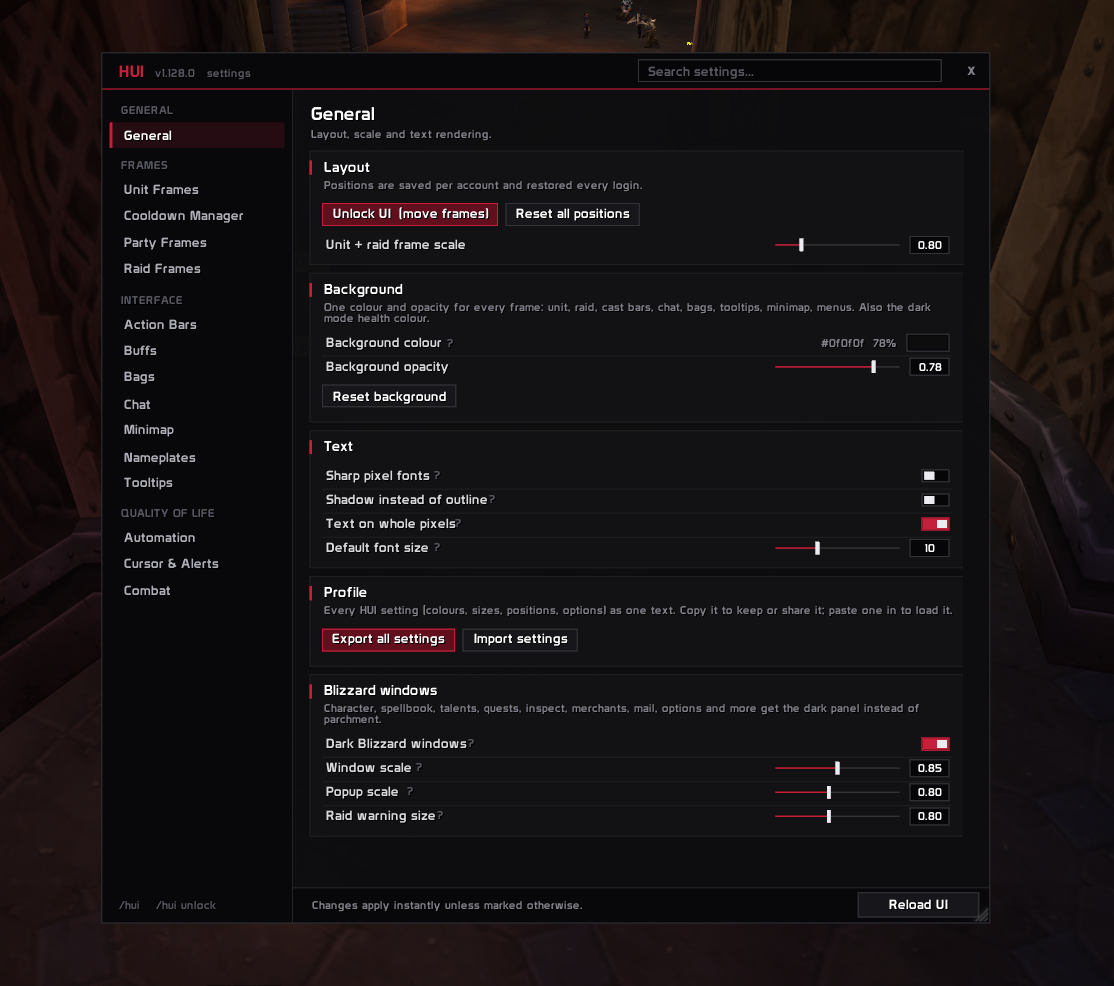 HUI v1.128.0 settings
Search settings...
X
GENERAL
General
FRAMES
Unit Frames
Cooldown Manager
Party Frames
Raid Frames
INTERFACE
Action Bars
Buffs
Bags
Chat
Minimap
Nameplates
Tooltips
QUALITY OF LIFE
Automation
Cursor & Alerts
Combat
/hui /hui unlock
General
Layout, scale and text rendering.
Layout
Positions are saved per account and restored every login.
Unlock UI (move frames) Reset all positions
Unit + raid frame scale 0.80
Background
One colour and opacity for every frame: unit, raid, cast bars, chat, bags, tooltips, minimap, menus. Also the dark
mode health colour.
Background colour ? #0f0f0f 78%
Background opacity 0.78
Reset background
Text
Sharp pixel fonts ?
Shadow instead of outline?
Text on whole pixels?
Default font size ? 10
Profile
Every HUI setting (colours, sizes, positions, options) as one text. Copy it to keep or share it; paste one in to load it.
Export all settings Import settings
Blizzard windows
Character, spellbook, talents, quests, inspect, merchants, mail, options and more get the dark panel instead of
parchment.
Dark Blizzard windows?
Window scale ? 0.85
Popup scale ? 0.80
Raid warning size? 0.80
Changes apply instantly unless marked otherwise.
Reload UI